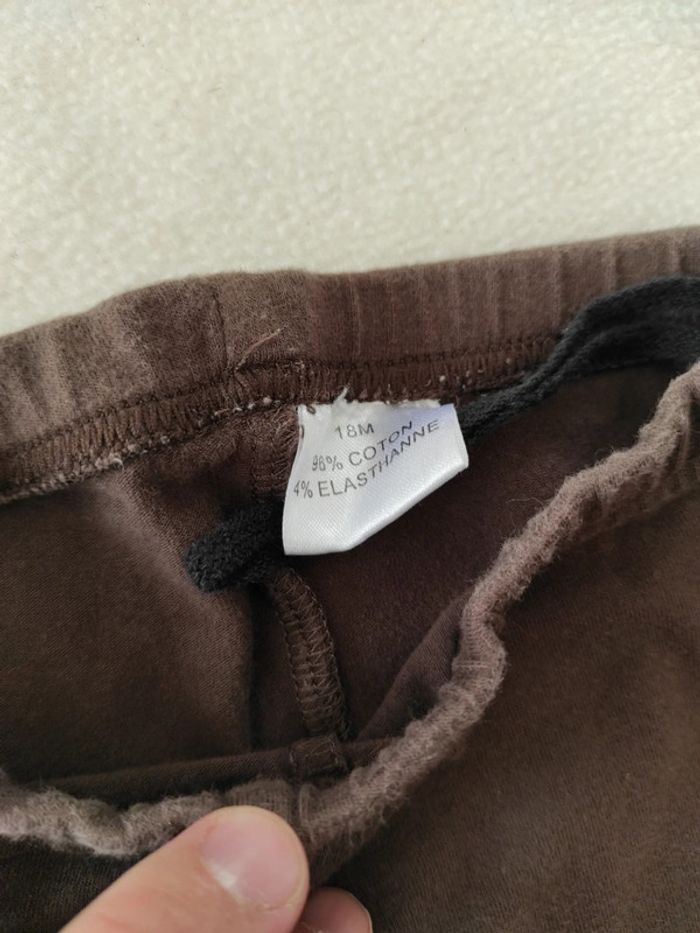 18M
96% COTON
4% ELASTHANNE